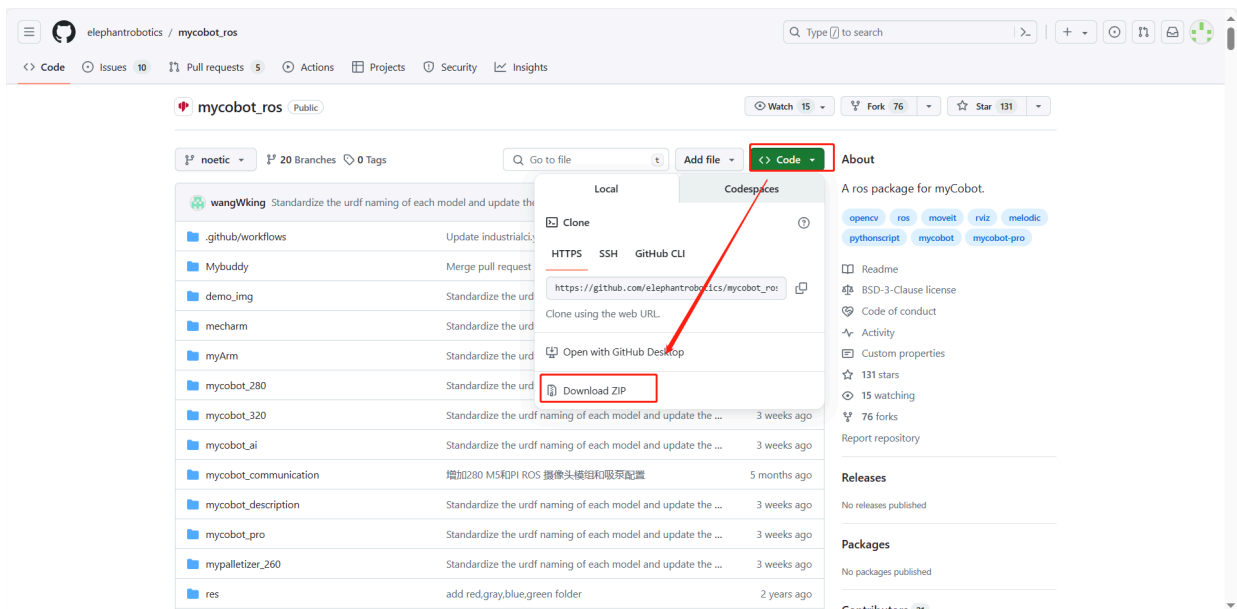 elephantrobotics / mycobot_ros
Type / to search
Code Issues 10 Pull requests 5 Actions Projects Security Insights
mycobot_ros Public
Watch 15 Fork 76 Star 131
noetic 20 Branches 0 Tags Go to file t Add file Code
wangWking Standardize the urdf naming of each model and update the
.github/workflows Update industrialci.y
Mybuddy Merge pull request
demo_img Standardize the urd
mecharm Standardize the urd
myArm Standardize the urd
mycobot_280 Standardize the urd
mycobot_320 Standardize the urdf naming of each model and update the ... 3 weeks ago
mycobot_ai Standardize the urdf naming of each model and update the ... 3 weeks ago
mycobot_communication 增加280 M5和PI ROS 摄像头模组和吸泵配置 5 months ago
mycobot_description Standardize the urdf naming of each model and update the ... 3 weeks ago
mycobot_pro Standardize the urdf naming of each model and update the ... 3 weeks ago
mypalletizer_260 Standardize the urdf naming of each model and update the ... 3 weeks ago
res add red,gray,blue,green folder 2 years ago
Local Codespaces
Clone
HTTPS SSH GitHub CLI
https://github.com/elephantrobotics/mycobot_ros
Clone using the web URL.
Open with GitHub Desktop
Download ZIP
About
A ros package for myCobot.
opencv ros moveit rviz melodic
pythonscript mycobot mycobot-pro
Readme
BSD-3-Clause license
Code of conduct
Activity
Custom properties
131 stars
15 watching
76 forks
Report repository
Releases
No releases published
Packages
No packages published
Contributors 21